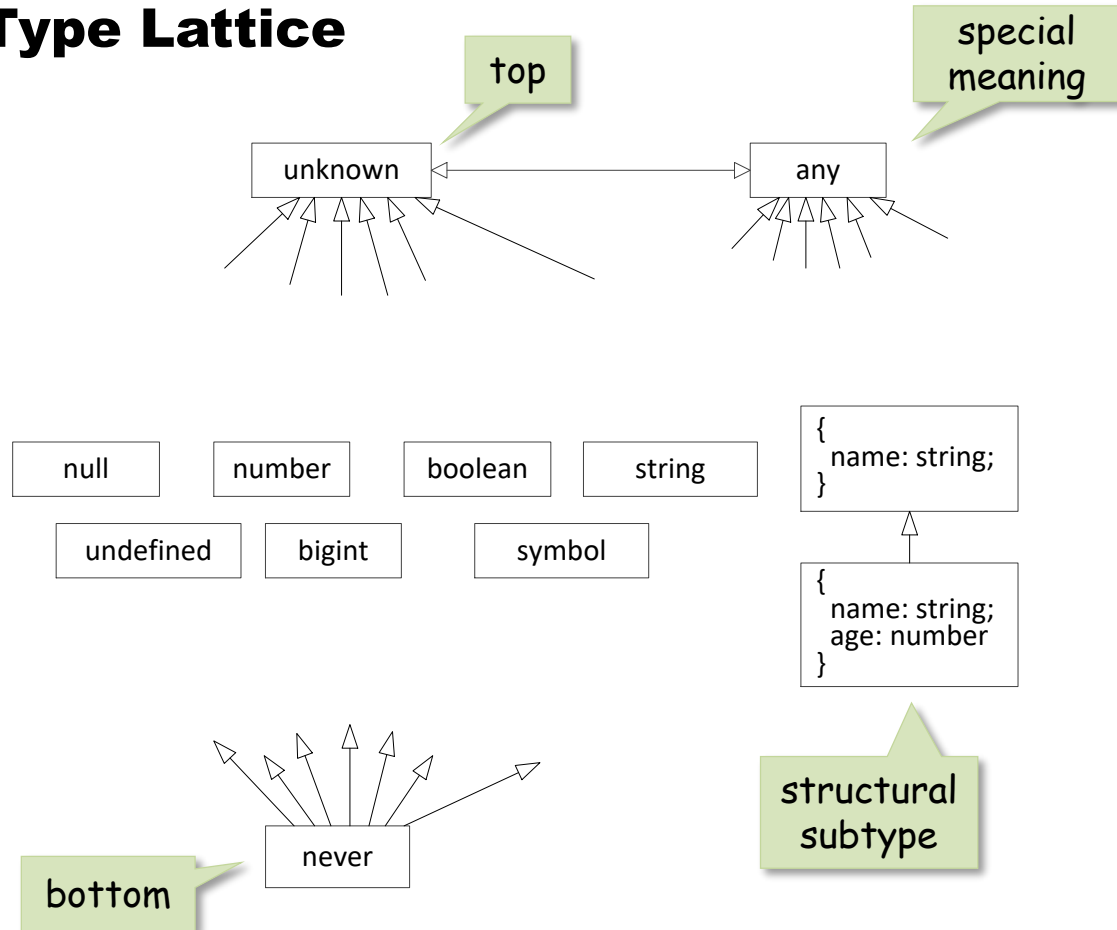 Type Lattice
top
special
meaning
unknown
any
null
number
boolean
string
{
name: string;
}
undefined
bigint
symbol
{
name: string;
age: number
}
never
structural
subtype
bottom